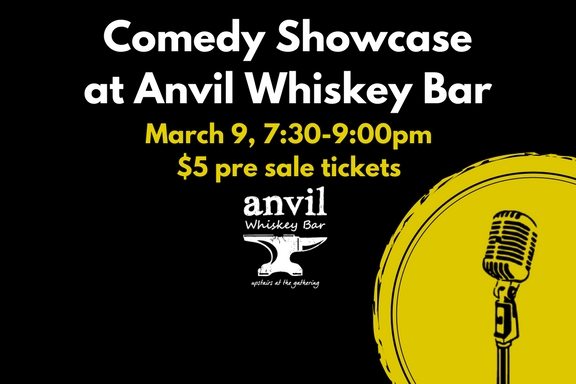 Comedy Showcase
at Anvil Whiskey Bar
March 9, 7:30-9:00pm
$5 pre sale tickets
anvil
Whiskey Bar
upstairs at the gathering